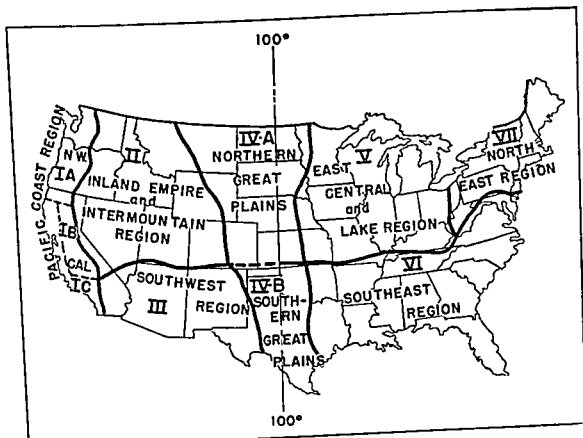 100°
PACIFIC COAST REGION
N.W.
IA
IB
CAL
IC
II
INLAND EMPIRE
and
INTERMOUNTAIN
REGION
SOUTHWEST
III
REGION
IV-A
NORTHERN
GREAT
PLAINS
IV-B
SOUTH-
ERN
GREAT
PLAINS
EAST
V
CENTRAL
and
LAKE REGION
VI
SOUTHEAST
REGION
VII
NORTH
EAST REGION
100°